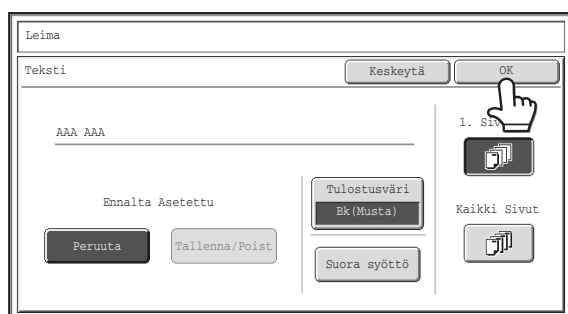 Leima
Teksti
Keskeytä
OK
AAA AAA
1.
Ennalta Asetettu
Peruuta
Tallenna/Poist
Tulostusväri
Bk(Musta)
Suora syöttö
Kaikki Sivut